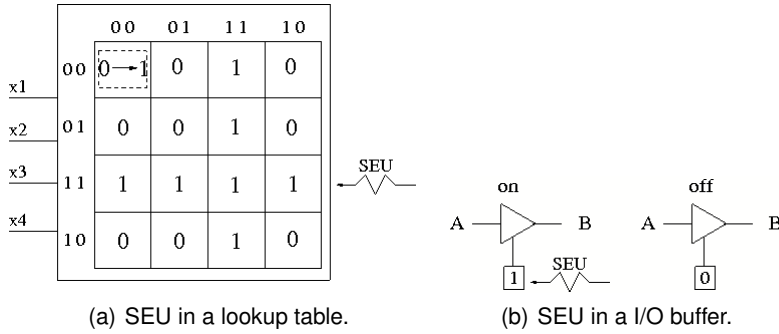 00 01 11 10
00 0 1 0 1 0
x1
01 0 0 1 0
x2
11 1 1 1 1
x3
10 0 0 1 0
x4
SEU
on
A B
1
SEU
off
A B
0
(a) SEU in a lookup table.
(b) SEU in a I/O buffer.